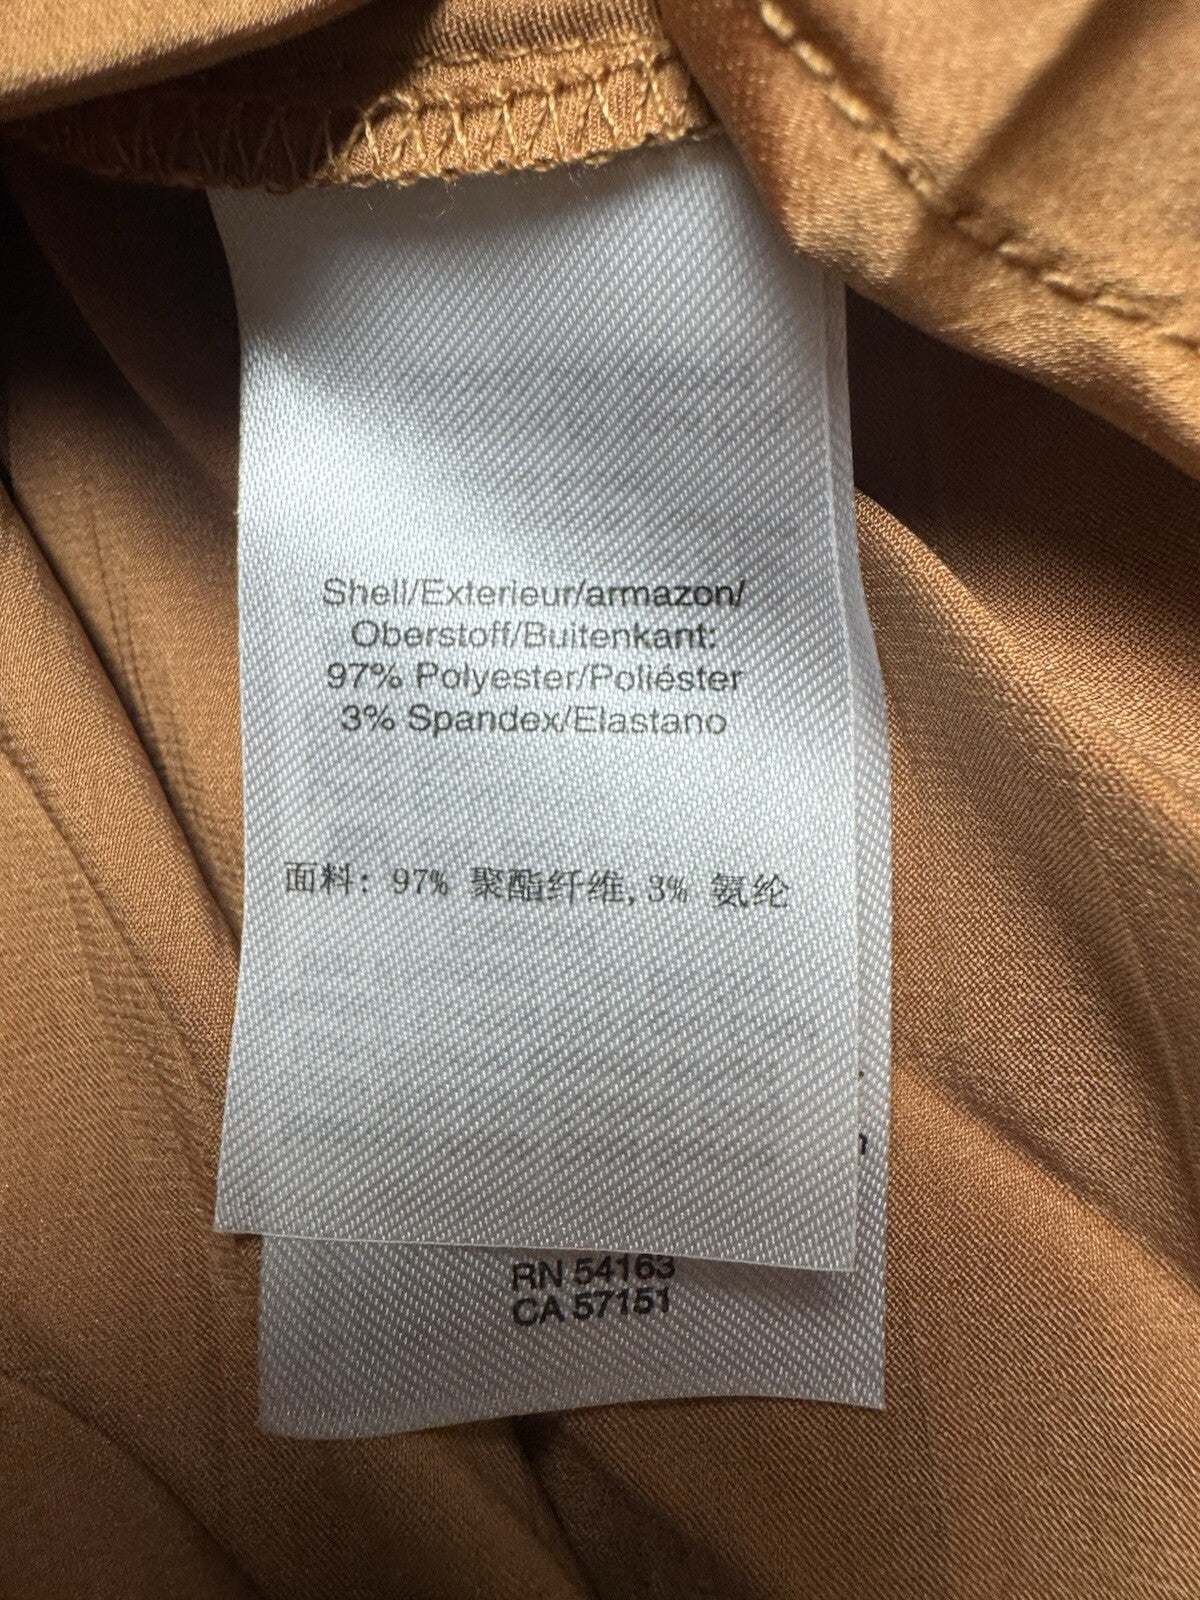 Shell/Exterieur/armazon/
Oberstoff/Buitenkant:
97% Polyester/Poliéster
3% Spandex/Elastano
面料: 97% 聚酯纤维, 3% 氨纶
RN 54163
CA 57151